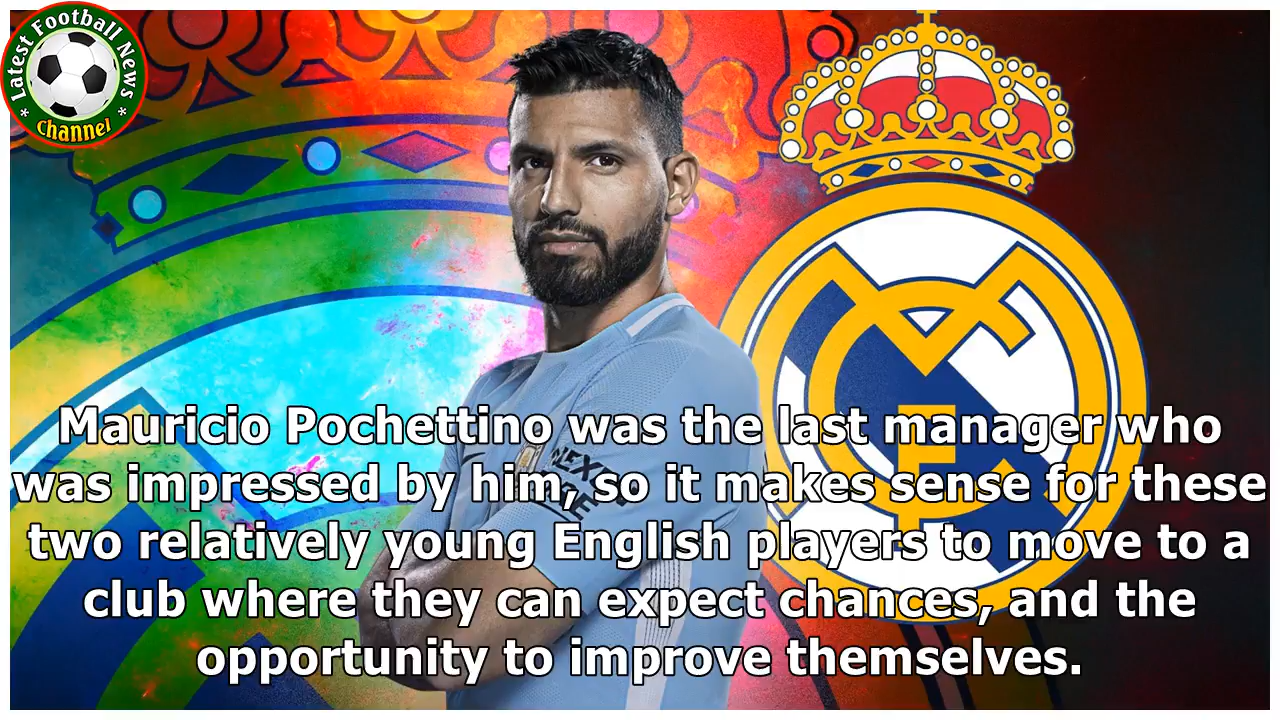 Latest Football News
* Channel *
Mauricio Pochettino was the last manager who
was impressed by him, so it makes sense for these
two relatively young English players to move to a
club where they can expect chances, and the
opportunity to improve themselves.